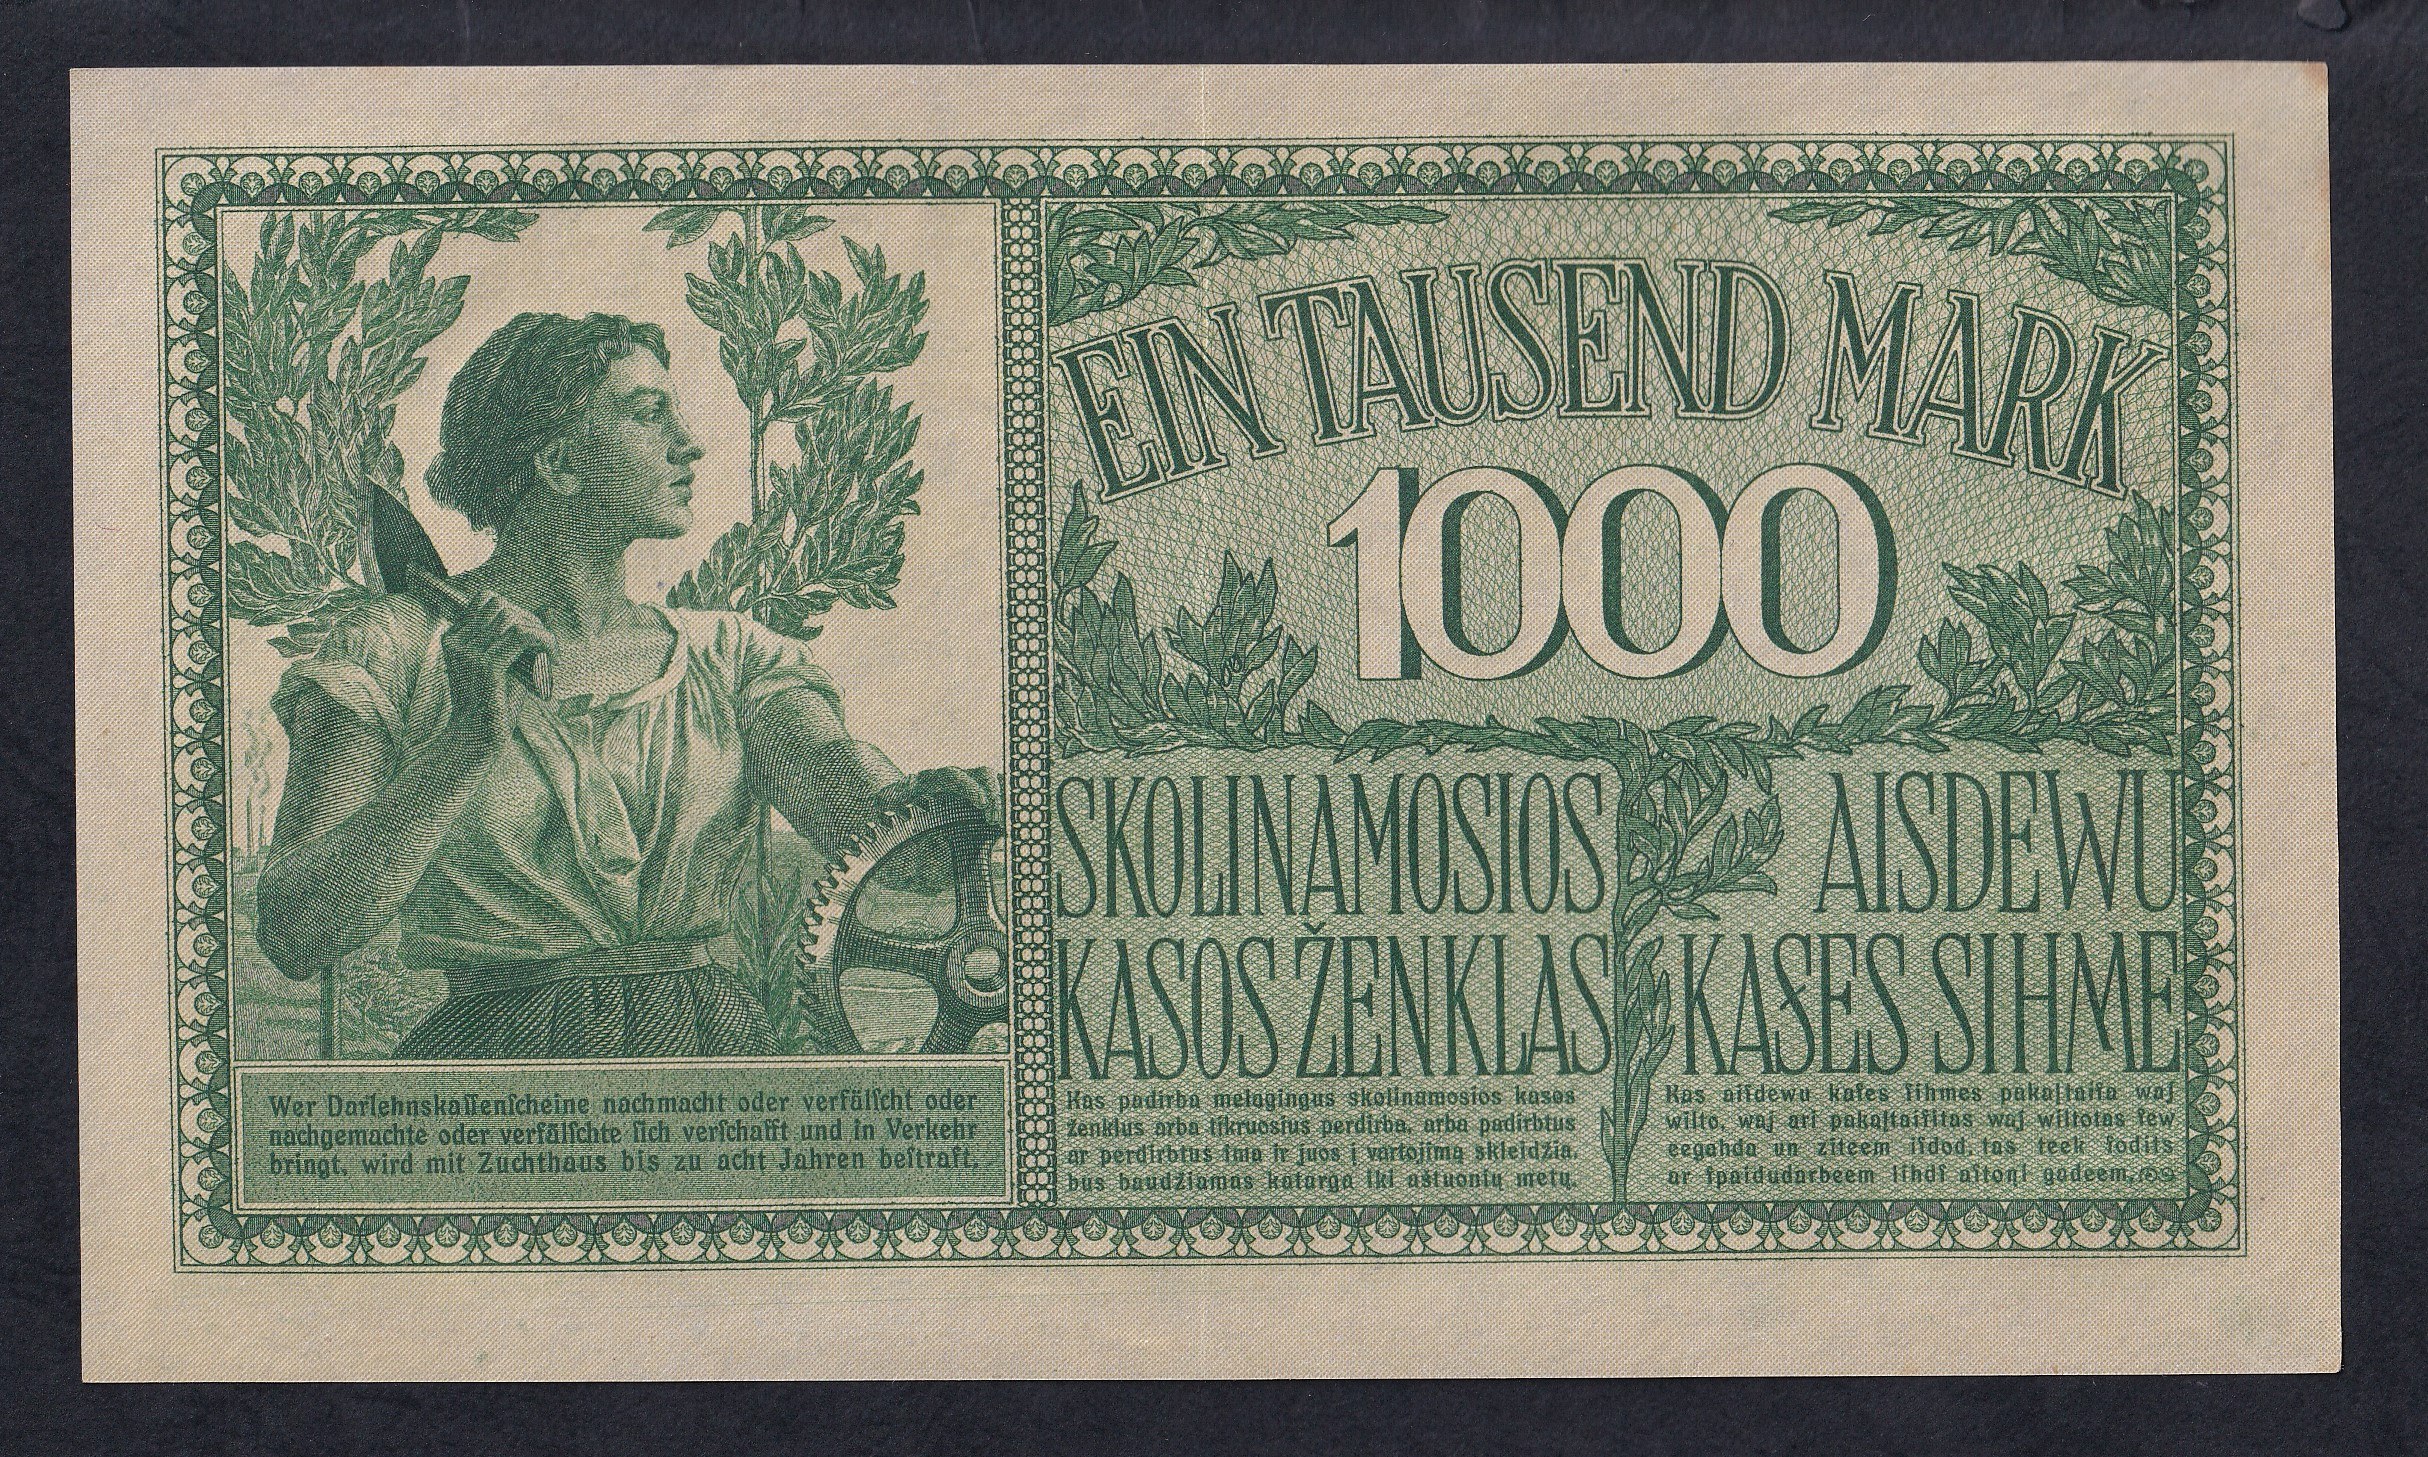 EIN TAUSEND MARK
1000
SKOLINAMOSIOS
KASOS ŽENKLAS
AISDEWU
KASES SIHME
Wer Darlehnskaſſenſcheine nachmacht oder verfälſcht oder
nachgemachte oder verfälſchte ſich verſchafft und in Verkehr
bringt, wird mit Zuchthaus bis zu acht Jahren beſtraft.
Kas padirba melagingus skolinamosios kasos
ženklus arba tikruosius perdirba, arba padirbtus
ar perdirbtus ima ir juos į vartojimą skleidžia,
bus baudžiamas katarga iki aštuonių metų.
Kas aiſdewu kaſes ſihmes pakaļtaiſa waj
wilto, waj ari pakaļtaiſitas waj wiltotas ſew
eegahda un ziteem iſdod, tas teek ſodits
ar ſpaidudarbeem lihdſ aſtoņi gadeem.